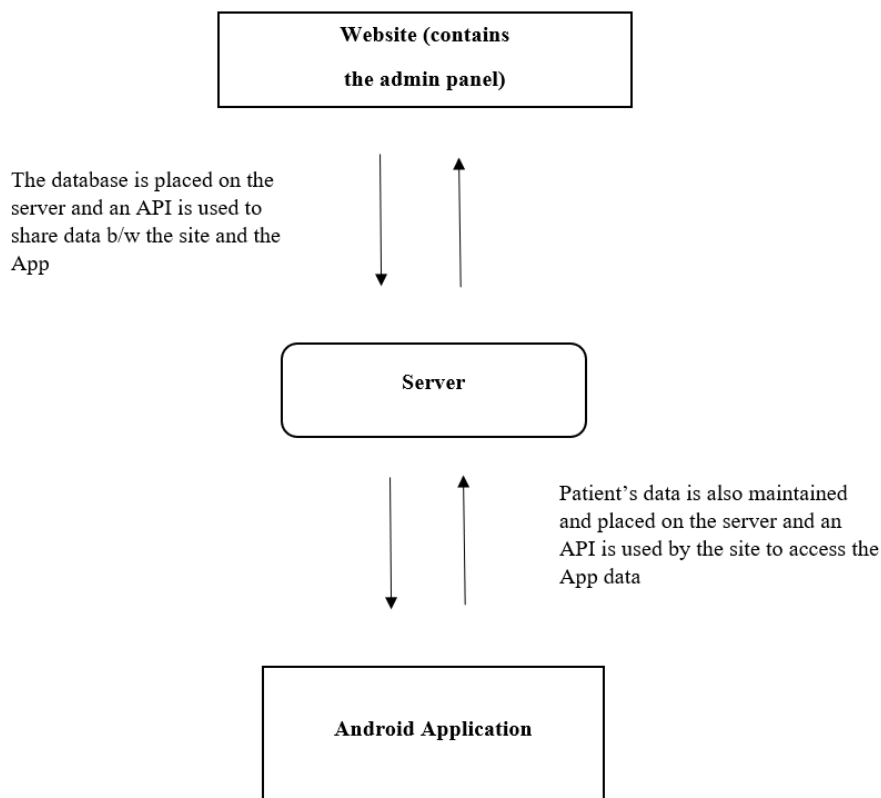 Website (contains
the admin panel)
The database is placed on the
server and an API is used to
share data b/w the site and the
App
Server
Patient’s data is also maintained
and placed on the server and an
API is used by the site to access the
App data
Android Application